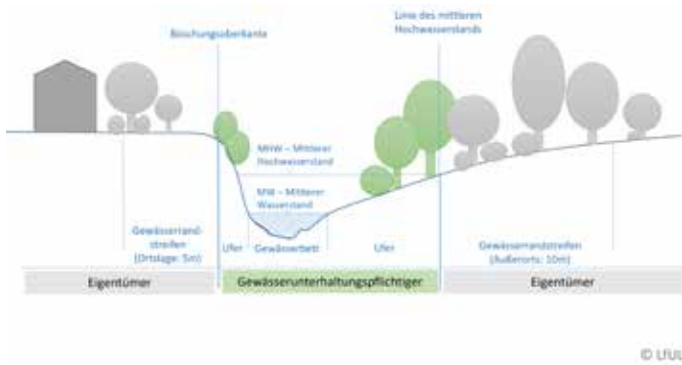 Böschungsoberkante
Linie des mittleren
Hochwasserstands
MHW – Mittlerer
Hochwasserstand
MW – Mittlerer
Wasserstand
Gewässerrand-
streifen
(Ortslage: 5m)
Ufer
Gewässerbett
Ufer
Gewässerrandstreifen
(Außerorts: 10m)
Eigentümer
Gewässerunterhaltungspflichtiger
Eigentümer